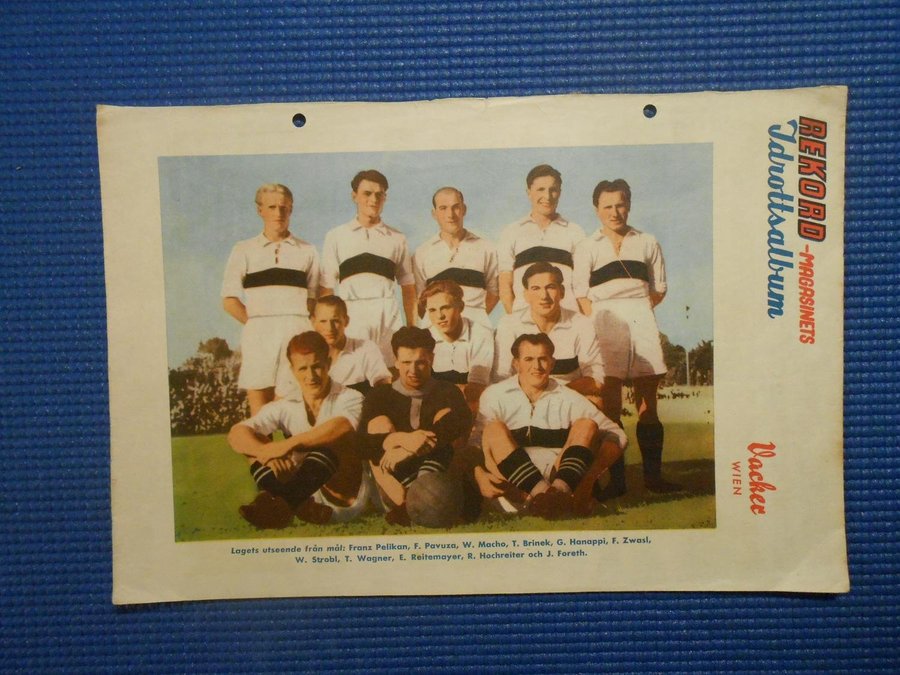 REKORD-MAGASINETS
Idrottsalbum
Wacker
WIEN
Lagets utseende från mål: Franz Pelikan, F. Pavuza, W. Macho, T. Brinek, G. Hanappi, F. Zwasl,
W. Strobl, T. Wagner, E. Reitemayer, R. Hochreiter och J. Foreth.